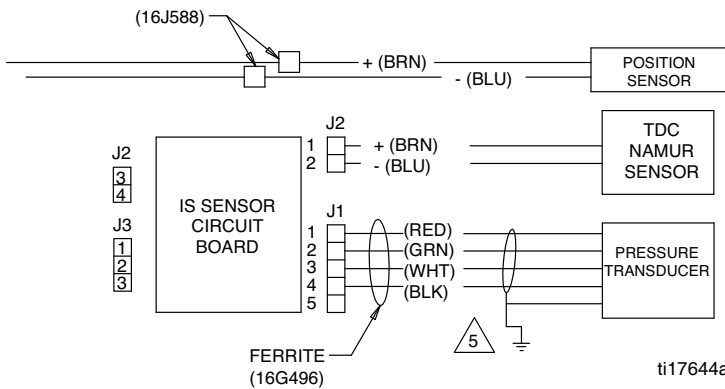 (16J588)
+ (BRN)
- (BLU)
POSITION
SENSOR
J2
3
4
J3
1
2
3
IS SENSOR
CIRCUIT
BOARD
J2
1
2
+ (BRN)
- (BLU)
TDC
NAMUR
SENSOR
J1
1
2
3
4
5
(RED)
(GRN)
(WHT)
(BLK)
PRESSURE
TRANSDUCER
5
FERRITE
(16G496)
ti17644a